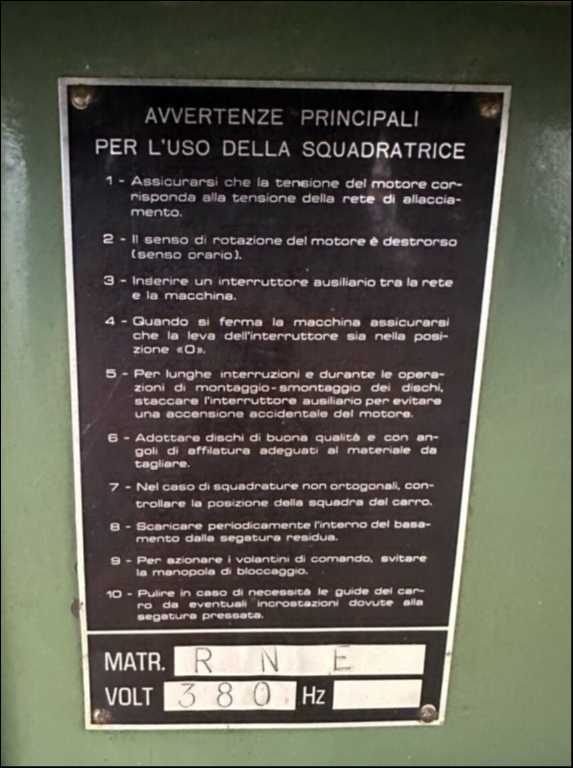 AVVERTENZE PRINCIPALI
PER L'USO DELLA SQUADRATRICE
1 - Assicurarsi che la tensione del motore cor-
risponda alla tensione della rete di allaccia-
mento.
2 - Il senso di rotazione del motore è destrorso
(senso orario).
3 - Inserire un interruttore ausiliario tra la rete
e la macchina.
4 - Quando si ferma la macchina assicurarsi
che la leva dell'interruttore sia nella posi-
zione «O».
5 - Per lunghe interruzioni e durante le opera-
zioni di montaggio-smontaggio dei dischi,
staccare l'interruttore ausiliario per evitare
una accensione accidentale del motore.
6 - Adottare dischi di buona qualità e con an-
goli di affilatura adeguati al materiale da
tagliare.
7 - Nel caso di squadrature non ortogonali, con-
trollare la posizione della squadra del carro.
8 - Scaricare periodicamente l'interno del basa-
mento dalla segatura residua.
9 - Per azionare i volantini di comando, svitare
la manopola di bloccaggio.
10 - Pulire in caso di necessità le guide del car-
ro da eventuali incrostazioni dovute alla
segatura pressata.
MATR. R N E
VOLT 380 Hz